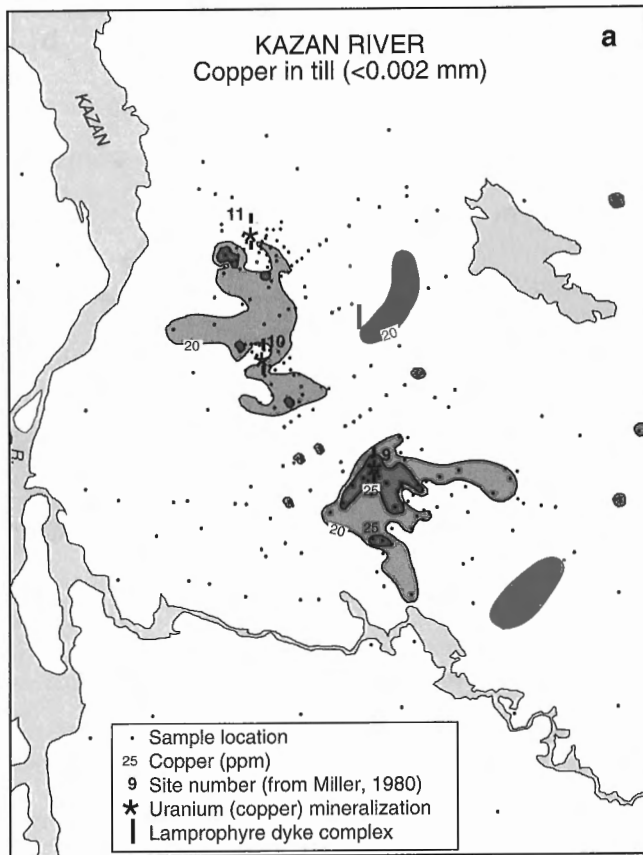 a
KAZAN RIVER
Copper in till (<0.002 mm)
KAZAN
11
20
10
20
R.
9
25
20
25
· Sample location
25 Copper (ppm)
9 Site number (from Miller, 1980)
* Uranium (copper) mineralization
| Lamprophyre dyke complex